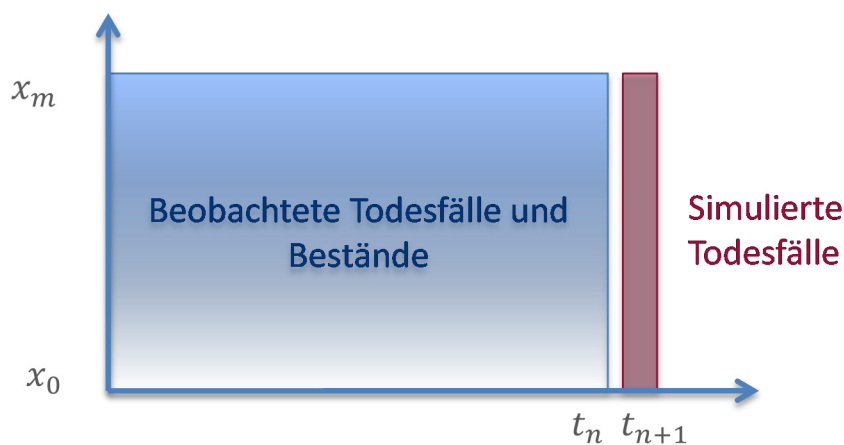 x_m
Beobachtete Todesfälle und
Bestände
Simulierte
Todesfälle
x_0
t_n t_{n+1}